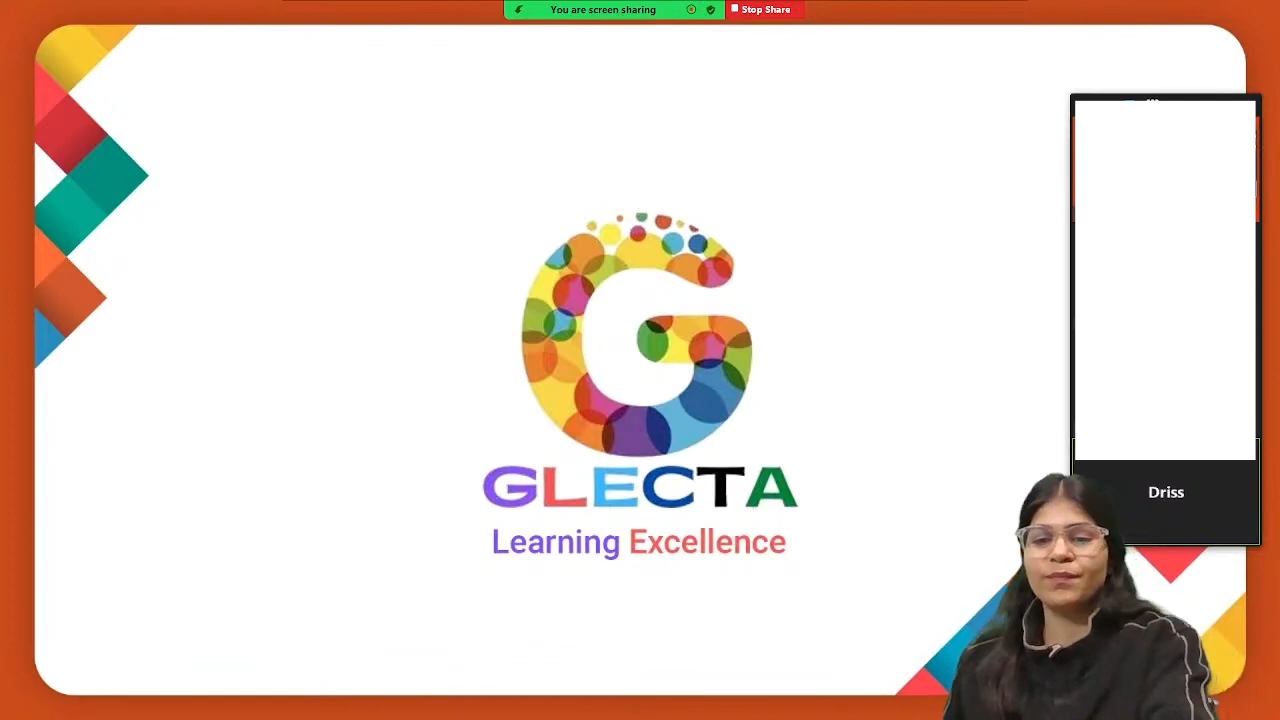 You are screen sharing
Stop Share
GLECTA
Learning Excellence
Driss